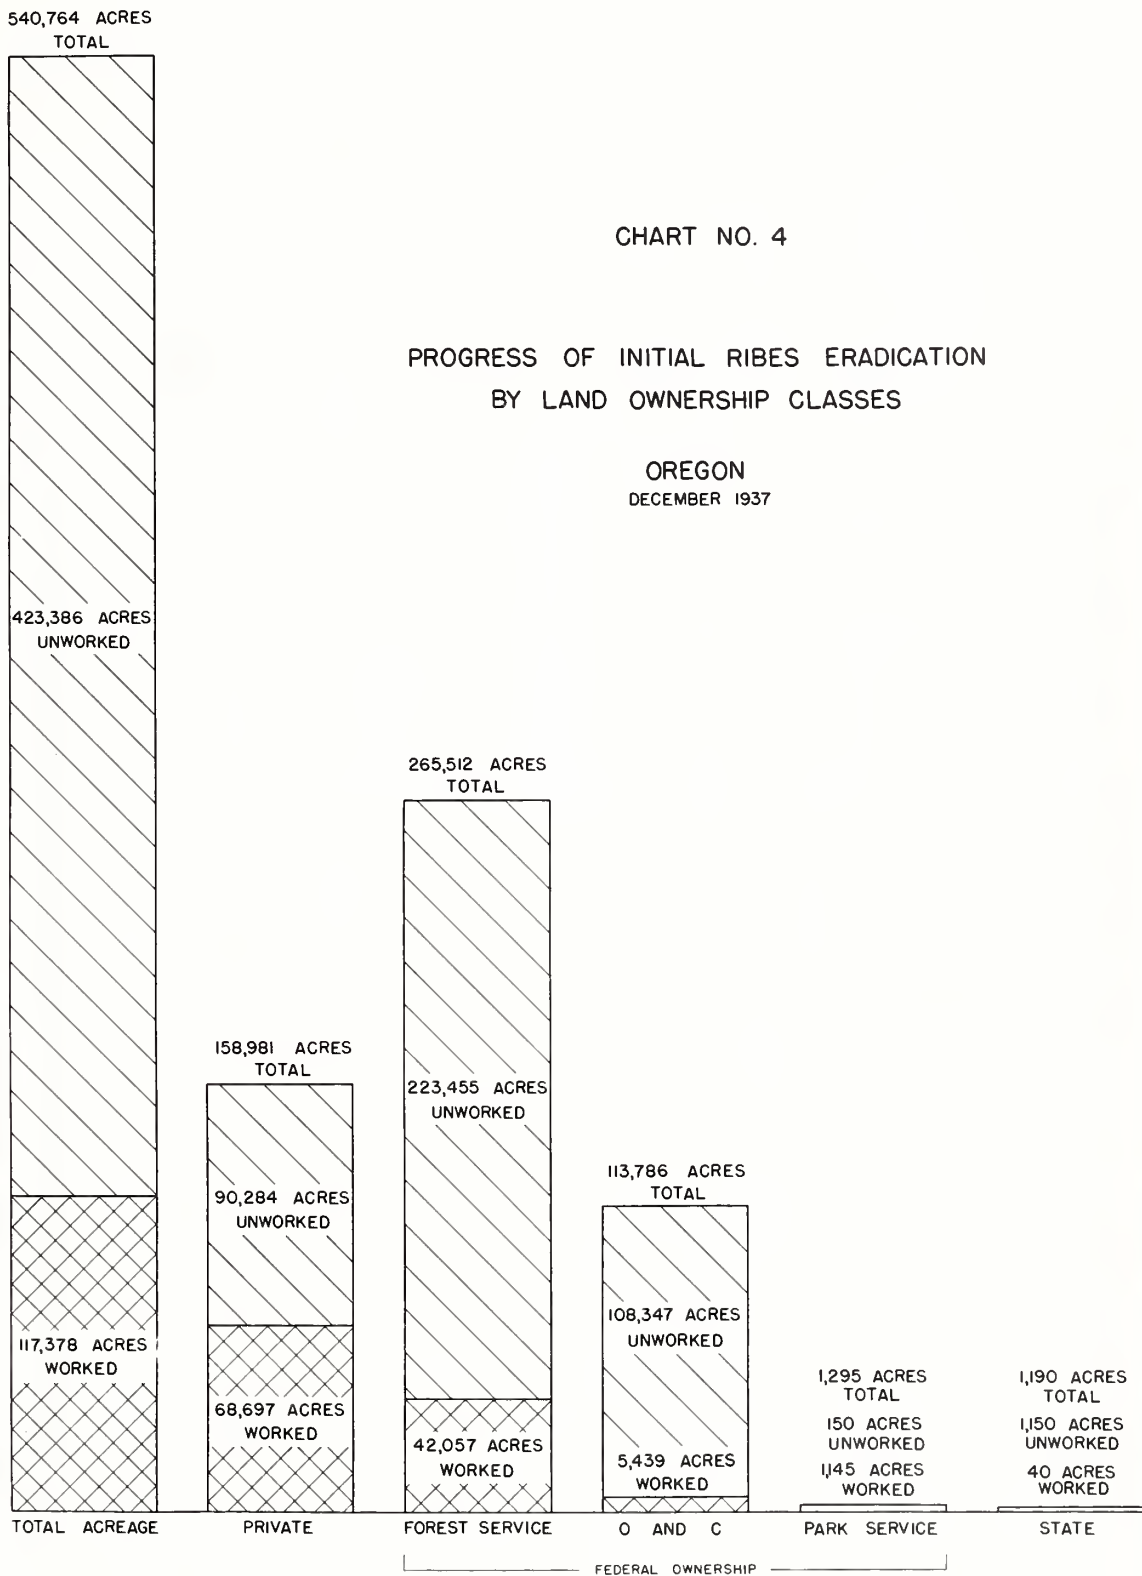 540,764 ACRES
TOTAL
CHART NO. 4
PROGRESS OF INITIAL RIBES ERADICATION
BY LAND OWNERSHIP CLASSES
OREGON
DECEMBER 1937
423,386 ACRES
UNWORKED
117,378 ACRES
WORKED
158,981 ACRES
TOTAL
90,284 ACRES
UNWORKED
68,697 ACRES
WORKED
265,512 ACRES
TOTAL
223,455 ACRES
UNWORKED
42,057 ACRES
WORKED
113,786 ACRES
TOTAL
108,347 ACRES
UNWORKED
5,439 ACRES
WORKED
1,295 ACRES
TOTAL
150 ACRES
UNWORKED
1,145 ACRES
WORKED
1,190 ACRES
TOTAL
1,150 ACRES
UNWORKED
40 ACRES
WORKED
TOTAL ACREAGE
PRIVATE
FOREST SERVICE
O AND C
PARK SERVICE
STATE
FEDERAL OWNERSHIP